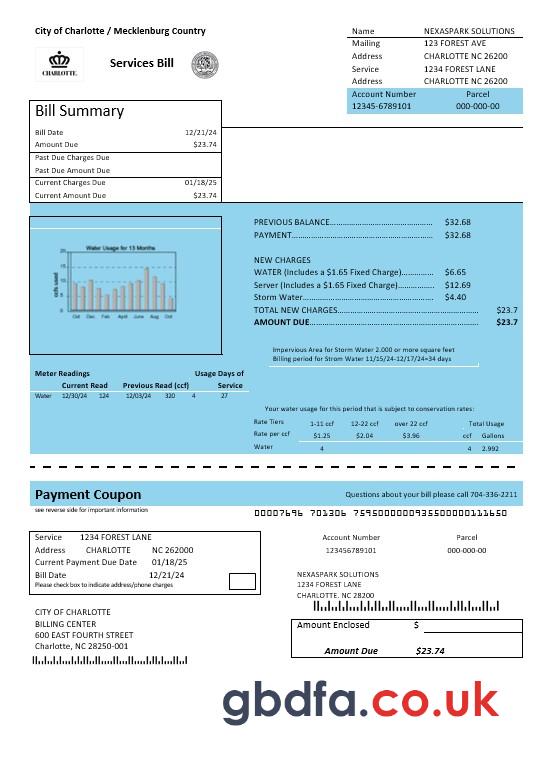 City of Charlotte / Mecklenburg Country
CHARLOTTE
Services Bill
Name NEXASPARK SOLUTIONS
Mailing 123 FOREST AVE
Address CHARLOTTE NC 26200
Service 1234 FOREST LANE
Address CHARLOTTE NC 26200
Account Number Parcel
12345-6789101 000-000-00
Bill Summary
Bill Date 12/21/24
Amount Due $23.74
Past Due Charges Due
Past Due Amount Due
Current Charges Due 01/18/25
Current Amount Due $23.74
Water Usage for 13 Months
ccfs used
20
15
10
5
0
Oct Dec Feb April June Aug Oct
PREVIOUS BALANCE.......................................... $32.68
PAYMENT.......................................................... $32.68
NEW CHARGES
WATER (Includes a $1.65 Fixed Charge)............ $6.65
Server (Includes a $1.65 Fixed Charge)............. $12.69
Storm Water...................................................... $4.40
TOTAL NEW CHARGES....................................................... $23.7
AMOUNT DUE.................................................................... $23.7
Impervious Area for Storm Water 2.000 or more square feet
Billing period for Strom Water 11/15/24-12/17/24=34 days
Meter Readings Usage Days of
Current Read Previous Read (ccf) Service
Water 12/30/24 124 12/03/24 320 4 27
Your water usage for this period that is subject to conservation rates:
Rate Tiers 1-11 ccf 12-22 ccf over 22 ccf Total Usage
Rate per ccf $1.25 $2.04 $3.96 ccf Gallons
Water 4 4 2.992
Payment Coupon
Questions about your bill please call 704-336-2211
see reverse side for important information
00007696 701306 759500000093550000011165​0
Service 1234 FOREST LANE
Address CHARLOTTE NC 262000
Current Payment Due Date 01/18/25
Bill Date 12/21/24
Please check box to indicate address/phone charges
Account Number Parcel
123456789101 000-000-00
NEXASPARK SOLUTIONS
1234 FOREST LANE
CHARLOTTE. NC 28200
CITY OF CHARLOTTE
BILLING CENTER
600 EAST FOURTH STREET
Charlotte, NC 28250-001
Amount Enclosed $
Amount Due $23.74
gbdfa.co.uk